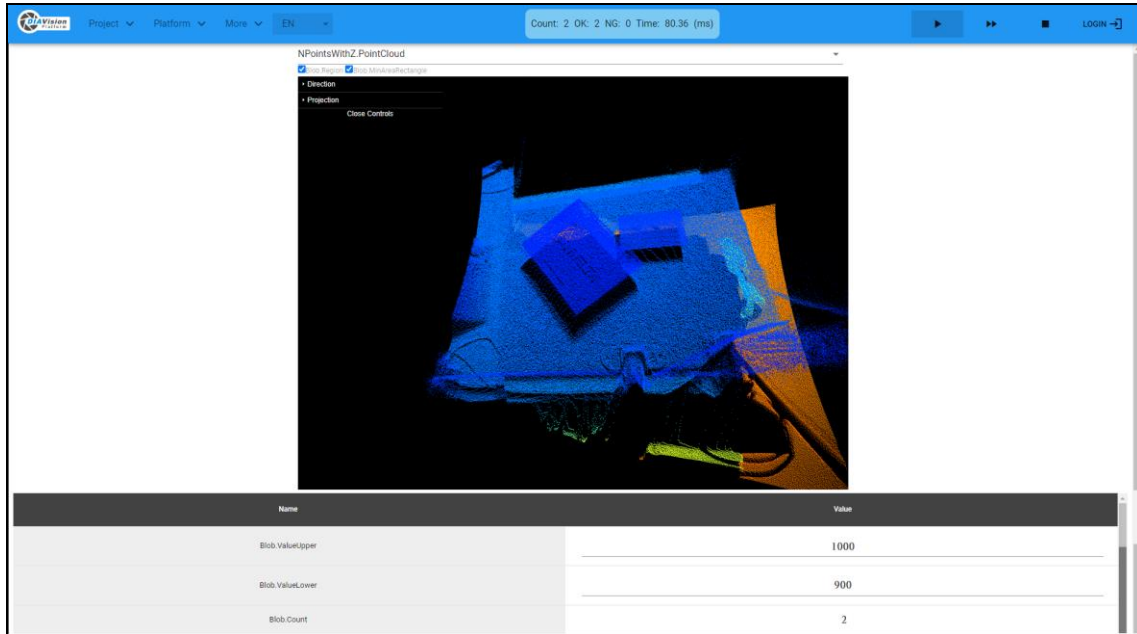 DIAVision
Platform
Project Platform More EN Count: 2 OK: 2 NG: 0 Time: 80.36 (ms) LOGIN
NPointsWithZ.PointCloud
Blob.Region Blob.MinAreaRectangle
Direction
Projection
Close Controls
Name Value
Blob.ValueUpper 1000
Blob.ValueLower 900
Blob.Count 2